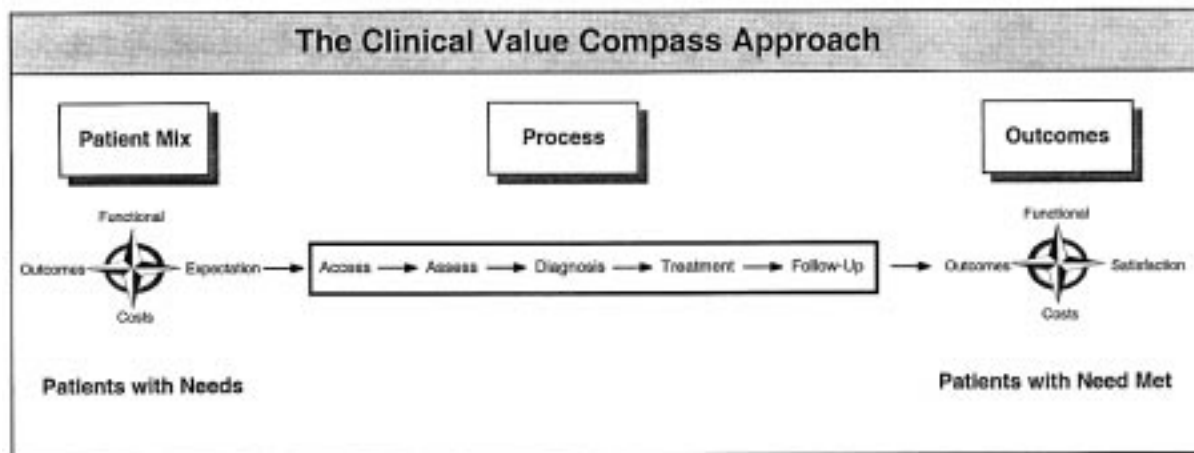 The Clinical Value Compass Approach
Patient Mix
Process
Outcomes
Functional
Outcomes
Expectation
Costs
Access
Assess
Diagnosis
Treatment
Follow-Up
Functional
Outcomes
Satisfaction
Costs
Patients with Needs
Patients with Need Met